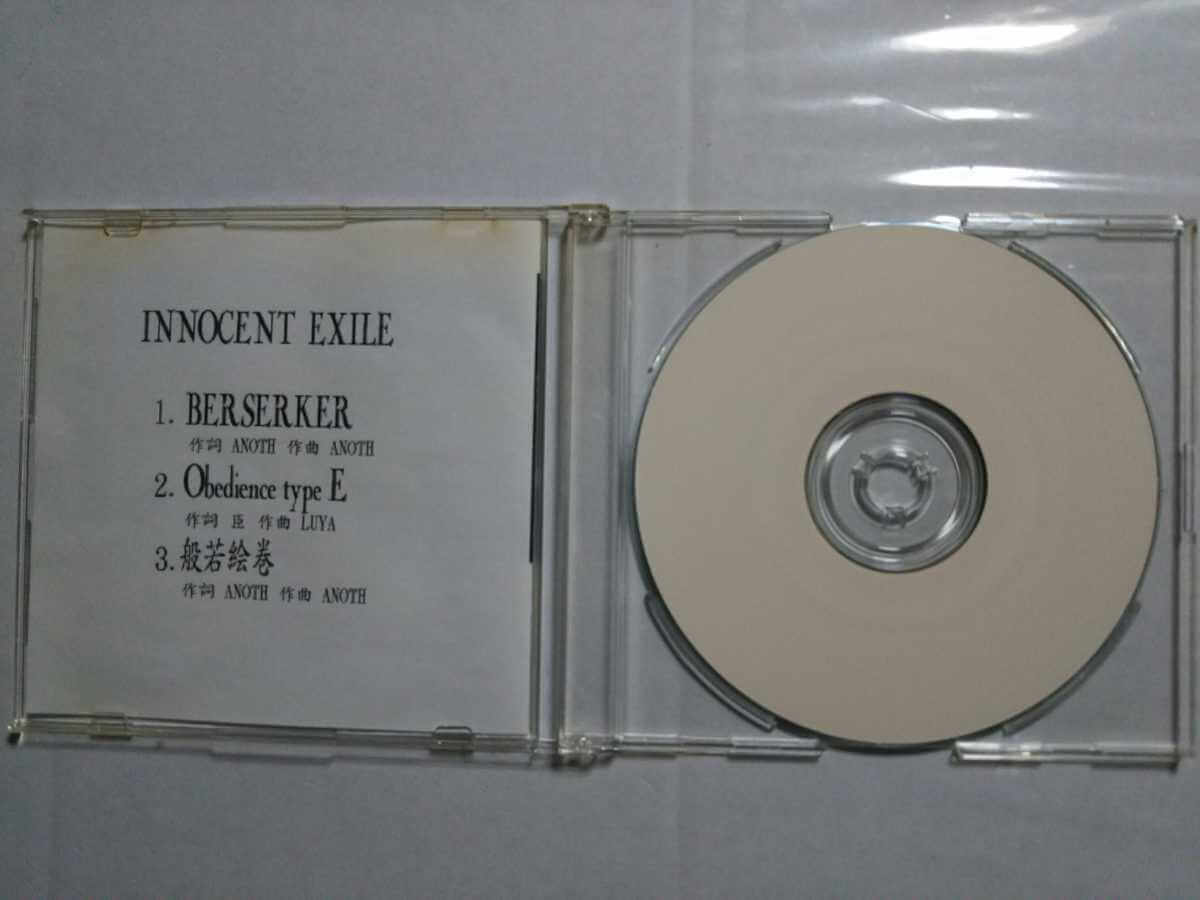 INNOCENT EXILE
1. BERSERKER
作詞 ANOTH 作曲 ANOTH
2. Obedience type E
作詞 臣 作曲 LUYA
3. 般若絵巻
作詞 ANOTH 作曲 ANOTH